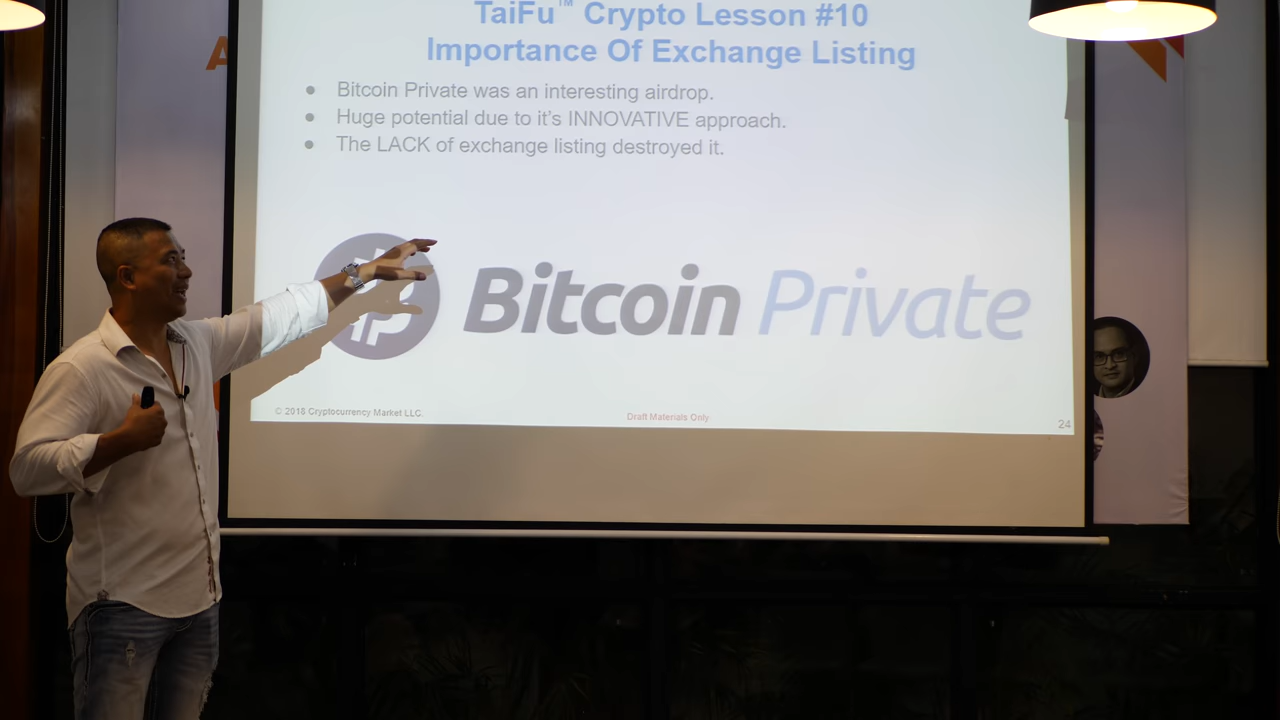 TaiFu™ Crypto Lesson #10
Importance Of Exchange Listing
● Bitcoin Private was an interesting airdrop.
● Huge potential due to it's INNOVATIVE approach.
● The LACK of exchange listing destroyed it.
Bitcoin Private
© 2018 Cryptocurrency Market LLC.
Draft Materials Only
24